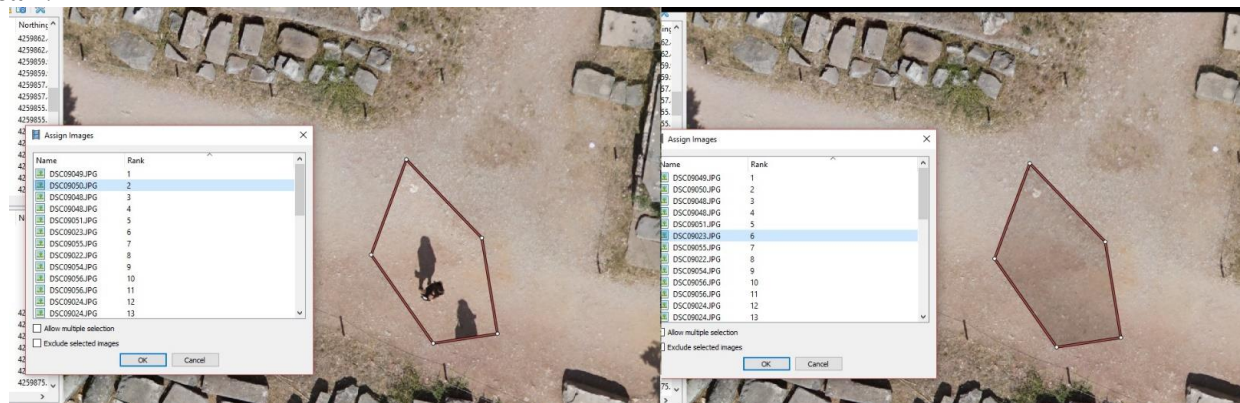 Northing
4259862.
4259862.
4259859.
4259859.
4259857.
4259857.
4259855.
4259855.
42
Assign Images
Name Rank
DSC09049.JPG 1
DSC09050.JPG 2
DSC09048.JPG 3
DSC09048.JPG 4
DSC09051.JPG 5
DSC09023.JPG 6
DSC09055.JPG 7
DSC09022.JPG 8
DSC09054.JPG 9
DSC09056.JPG 10
DSC09056.JPG 11
DSC09024.JPG 12
DSC09024.JPG 13
Allow multiple selection
Exclude selected images
OK Cancel
4259875.
Assign Images
Name Rank
DSC09049.JPG 1
DSC09050.JPG 2
DSC09048.JPG 3
DSC09048.JPG 4
DSC09051.JPG 5
DSC09023.JPG 6
DSC09055.JPG 7
DSC09022.JPG 8
DSC09054.JPG 9
DSC09056.JPG 10
DSC09056.JPG 11
DSC09024.JPG 12
DSC09024.JPG 13
Allow multiple selection
Exclude selected images
OK Cancel
75.